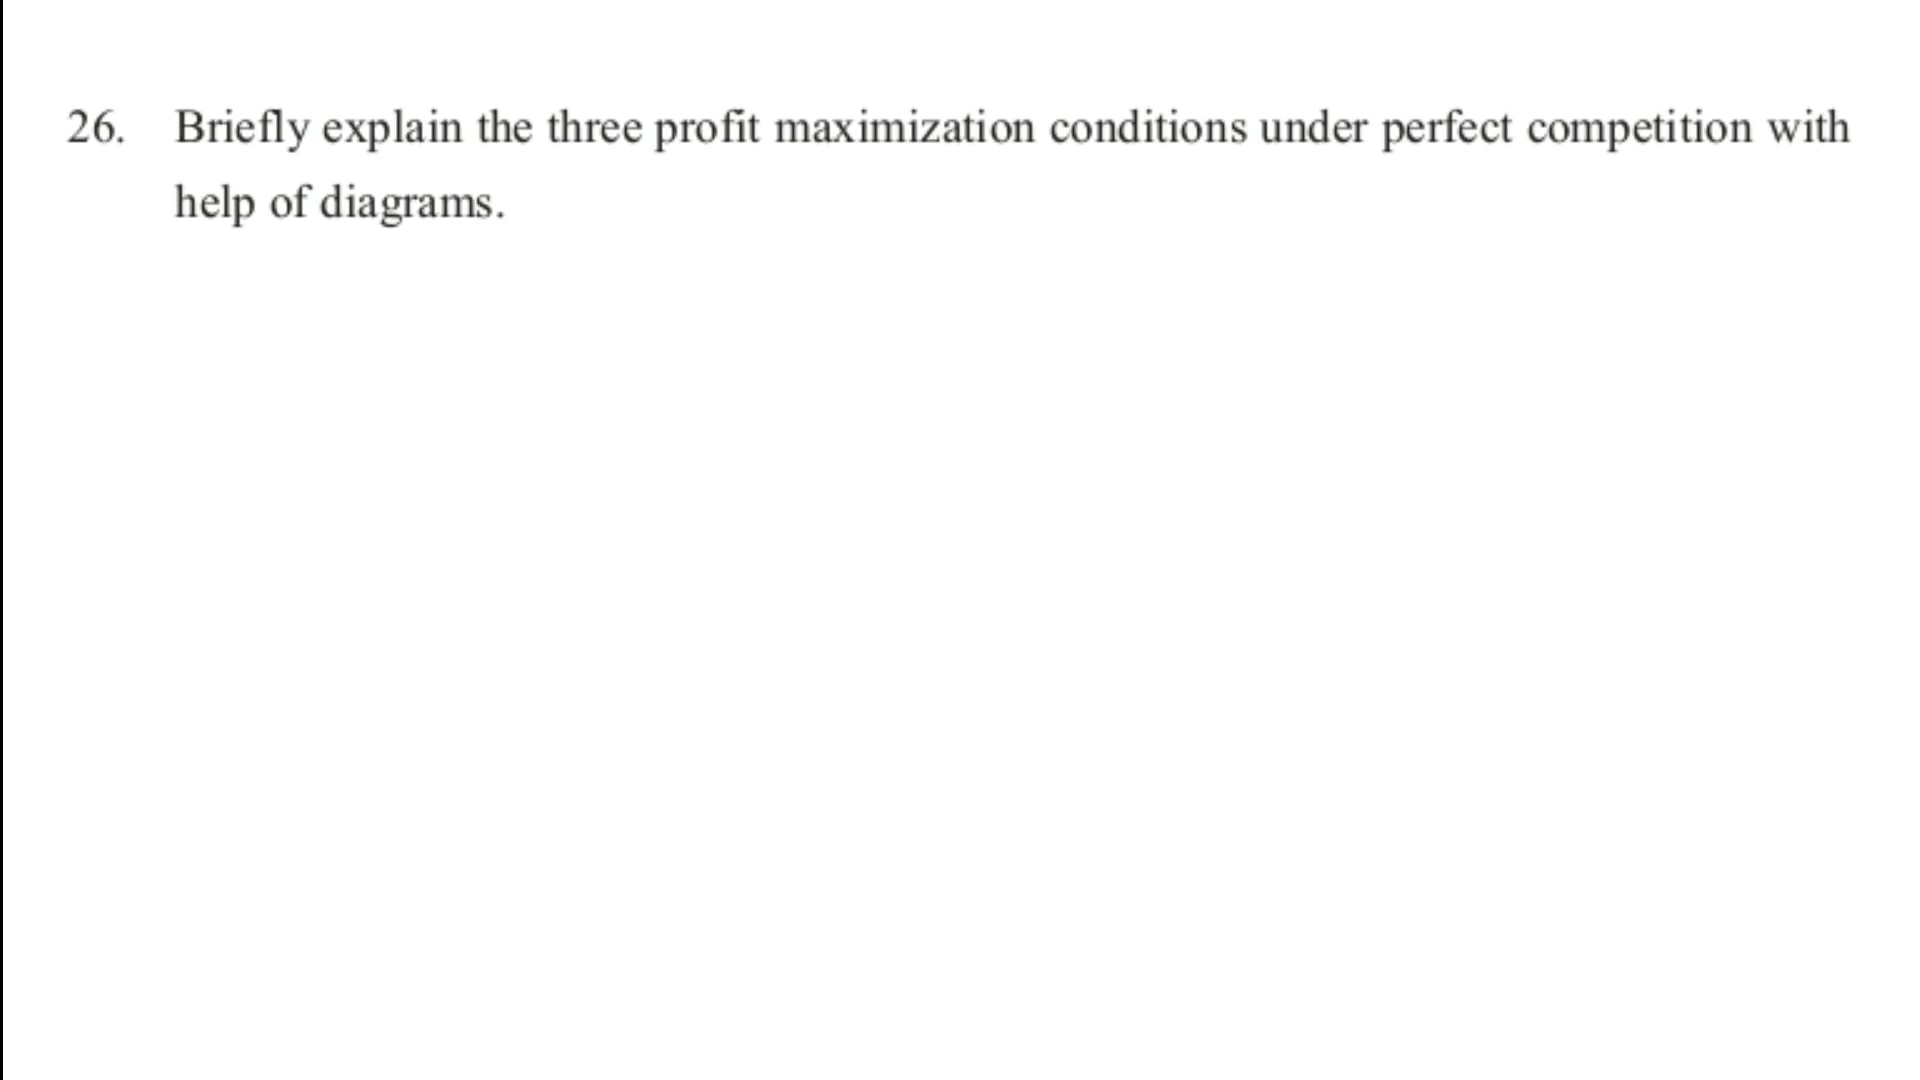 26. Briefly explain the three profit maximization conditions under perfect competition with
help of diagrams.